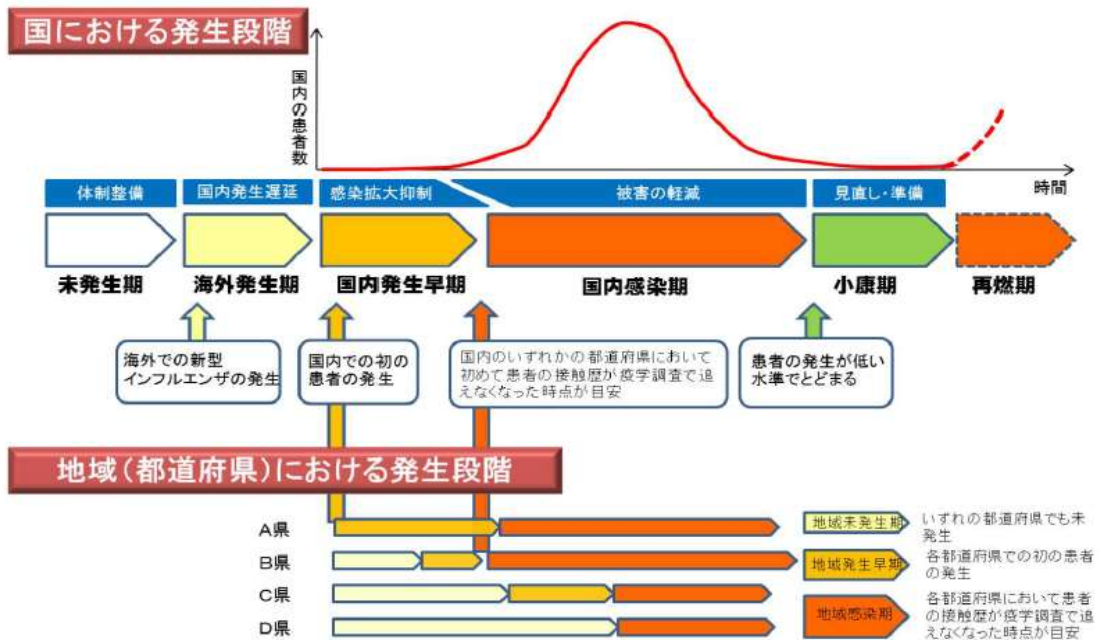 国における発生段階
国内の患者数
時間
体制整備
国内発生遅延
感染拡大抑制
被害の軽減
見直し・準備
未発生期
海外発生期
国内発生早期
国内感染期
小康期
再燃期
海外での新型
インフルエンザの発生
国内での初の
患者の発生
国内のいずれかの都道府県において
初めて患者の接触歴が疫学調査で追
えなくなった時点が目安
患者の発生が低い
水準でとどまる
地域(都道府県)における発生段階
A県
B県
C県
D県
地域未発生期
いずれの都道府県でも未
発生
地域発生早期
各都道府県での初の患者
の発生
地域感染期
各都道府県において患者
の接触歴が疫学調査で追
えなくなった時点が目安